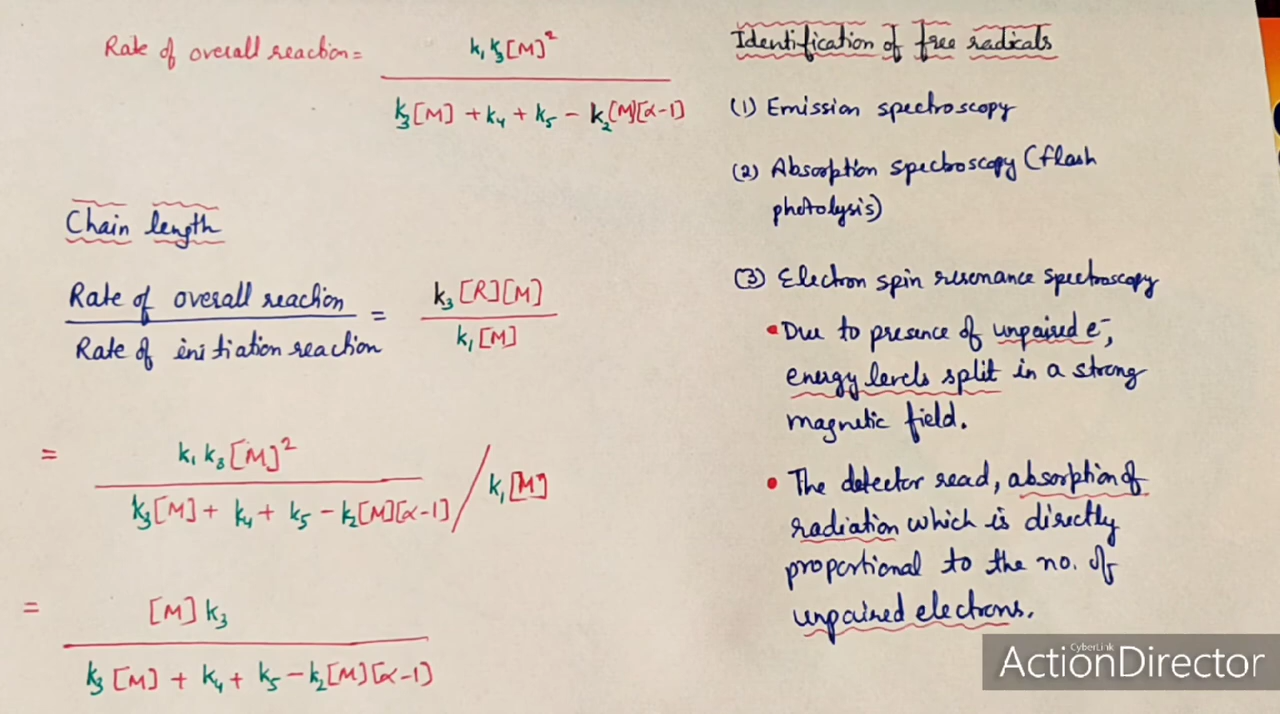 Rate of overall reaction = k₁ k₃[M]²
k₃[M] + k₄ + k₅ − k₂[M][α−1]
Chain length
Rate of overall reaction = k₃ [R][M]
Rate of initiation reaction k₁ [M]
= k₁ k₃ [M]² / k₁ [M]
k₃[M] + k₄ + k₅ − k₂[M][α−1]
= [M] k₃
k₃ [M] + k₄ + k₅ − k₂[M][α−1]
Identification of free radicals
(1) Emission spectroscopy
(2) Absorption spectroscopy (flash
photolysis)
(3) Electron spin resonance spectroscopy
• Due to presence of unpaired e⁻,
energy levels split in a strong
magnetic field.
• The detector read, absorption of
radiation which is directly
proportional to the no. of
unpaired electrons.
CyberLink
ActionDirector